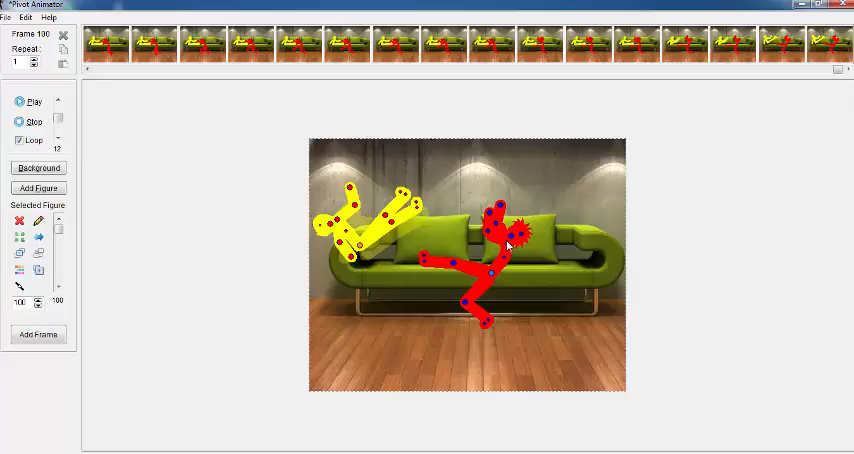 *Pivot Animator
File Edit Help
Frame 100
Repeat :
1
Play
Stop
Loop
12
Background
Add Figure
Selected Figure
100
100
Add Frame